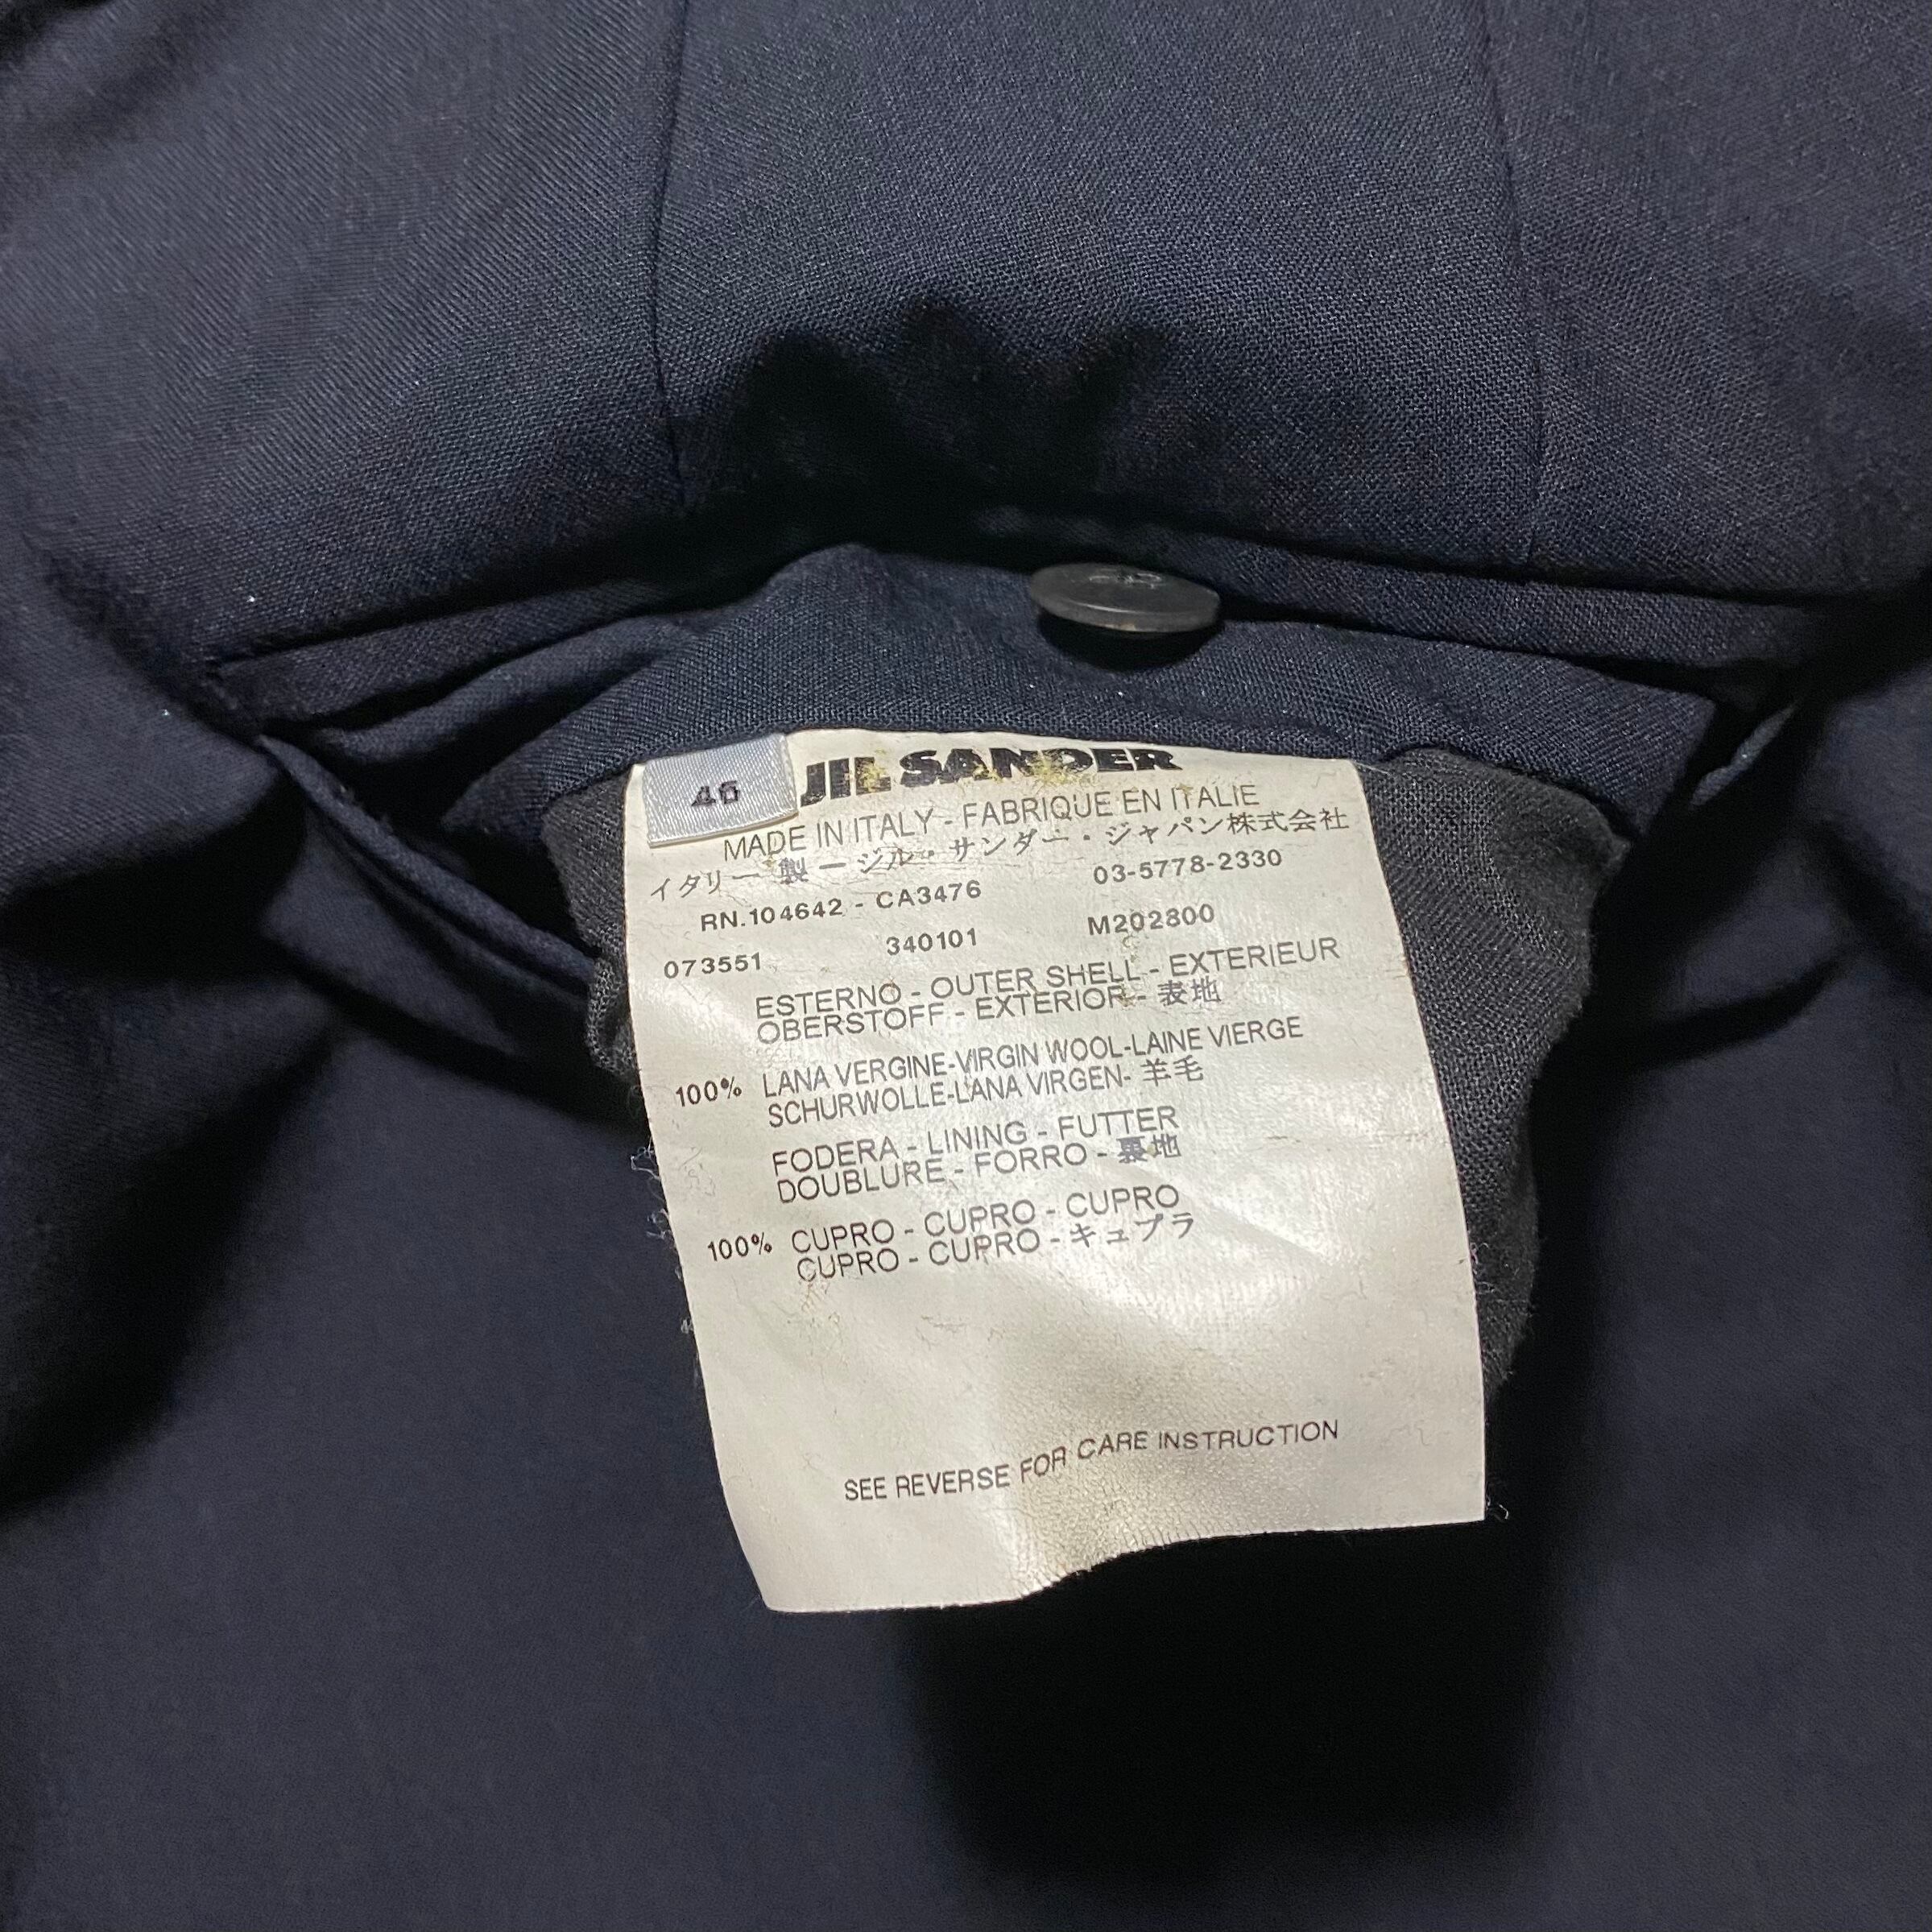 46
JIL SANDER
MADE IN ITALY - FABRIQUE EN ITALIE
イタリー 製 ー ジル・サンダー・ジャパン株式会社
RN.104642 - CA3476 03-5778-2330
073551 340101 M202800
ESTERNO - OUTER SHELL - EXTERIEUR
OBERSTOFF - EXTERIOR - 表地
100% LANA VERGINE-VIRGIN WOOL-LAINE VIERGE
SCHURWOLLE-LANA VIRGEN- 羊毛
FODERA - LINING - FUTTER
DOUBLURE - FORRO - 裏地
100% CUPRO - CUPRO - CUPRO
CUPRO - CUPRO - キュプラ
SEE REVERSE FOR CARE INSTRUCTION